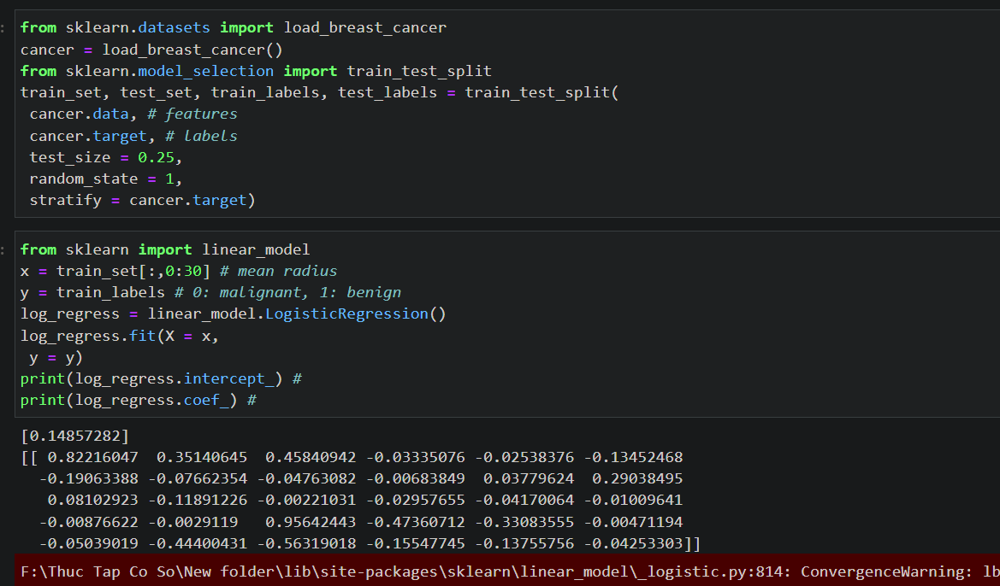 from sklearn.datasets import load_breast_cancer
cancer = load_breast_cancer()
from sklearn.model_selection import train_test_split
train_set, test_set, train_labels, test_labels = train_test_split(
 cancer.data, # features
 cancer.target, # labels
 test_size = 0.25,
 random_state = 1,
 stratify = cancer.target)
from sklearn import linear_model
x = train_set[:,0:30] # mean radius
y = train_labels # 0: malignant, 1: benign
log_regress = linear_model.LogisticRegression()
log_regress.fit(X = x,
 y = y)
print(log_regress.intercept_) #
print(log_regress.coef_) #
[0.14857282]
[[ 0.82216047  0.35140645  0.45840942 -0.03335076 -0.02538376 -0.13452468
  -0.19063388 -0.07662354 -0.04763082 -0.00683849  0.03779624  0.29038495
   0.08102923 -0.11891226 -0.00221031 -0.02957655 -0.04170064 -0.01009641
  -0.00876622 -0.0029119   0.95642443 -0.47360712 -0.33083555 -0.00471194
  -0.05039019 -0.44400431 -0.56319018 -0.15547745 -0.13755756 -0.04253303]]
F:\Thuc Tap Co So\New folder\lib\site-packages\sklearn\linear_model\_logistic.py:814: ConvergenceWarning: lb